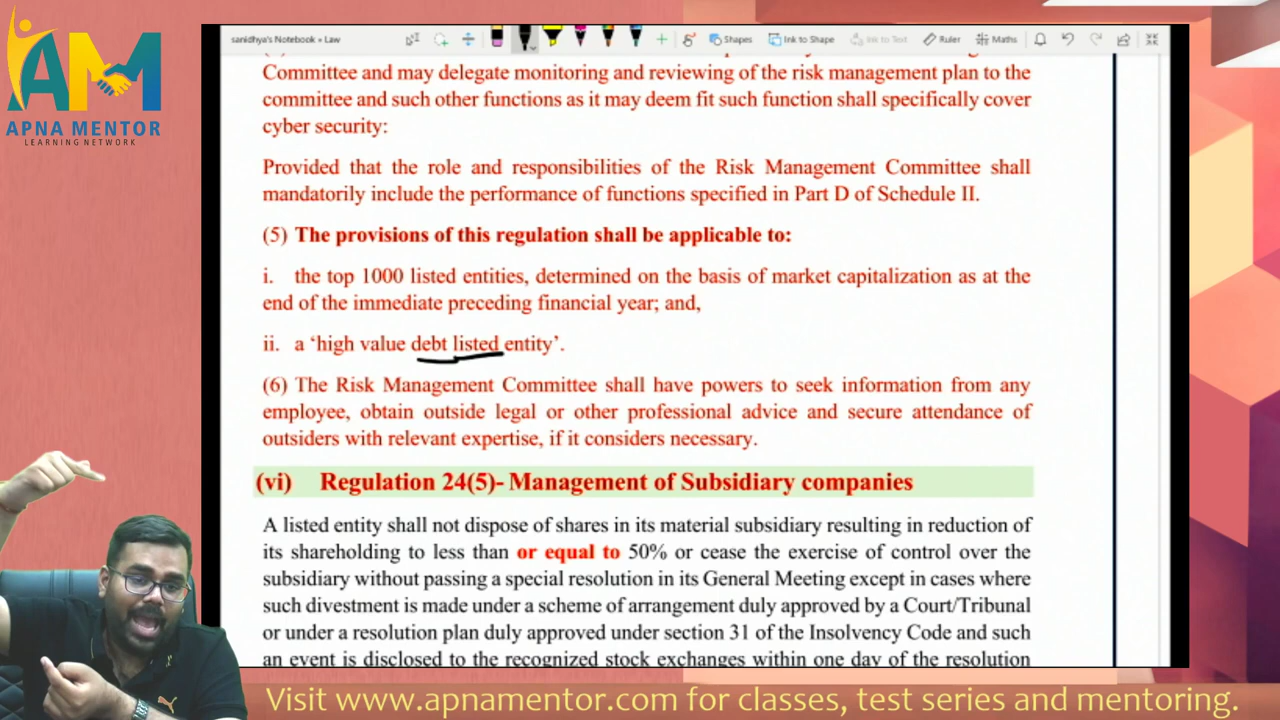 AM
APNA MENTOR
LEARNING NETWORK
sanidhya's Notebook » Law
Shapes
Ink to Shape
Ink to Text
Ruler
Maths
Committee and may delegate monitoring and reviewing of the risk management plan to the
committee and such other functions as it may deem fit such function shall specifically cover
cyber security:
Provided that the role and responsibilities of the Risk Management Committee shall
mandatorily include the performance of functions specified in Part D of Schedule II.
(5) The provisions of this regulation shall be applicable to:
i. the top 1000 listed entities, determined on the basis of market capitalization as at the
end of the immediate preceding financial year; and,
ii. a ‘high value debt listed entity’.
(6) The Risk Management Committee shall have powers to seek information from any
employee, obtain outside legal or other professional advice and secure attendance of
outsiders with relevant expertise, if it considers necessary.
(vi) Regulation 24(5)- Management of Subsidiary companies
A listed entity shall not dispose of shares in its material subsidiary resulting in reduction of
its shareholding to less than or equal to 50% or cease the exercise of control over the
subsidiary without passing a special resolution in its General Meeting except in cases where
such divestment is made under a scheme of arrangement duly approved by a Court/Tribunal
or under a resolution plan duly approved under section 31 of the Insolvency Code and such
an event is disclosed to the recognized stock exchanges within one day of the resolution
Visit www.apnamentor.com for classes, test series and mentoring.